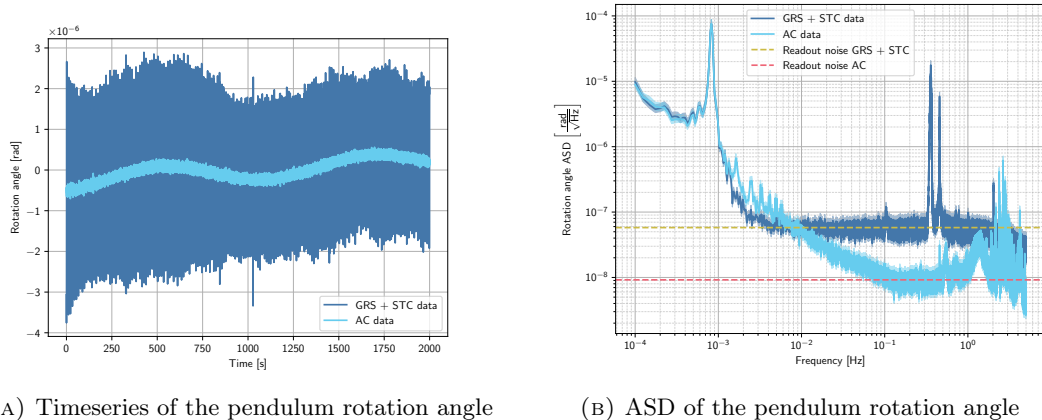 ×10⁻⁶
3
2
1
0
−1
−2
−3
−4
Rotation angle [rad]
0 250 500 750 1000 1250 1500 1750 2000
Time [s]
GRS + STC data
AC data
A) Timeseries of the pendulum rotation angle
GRS + STC data
AC data
Readout noise GRS + STC
Readout noise AC
10⁻⁴
10⁻⁵
10⁻⁶
10⁻⁷
10⁻⁸
Rotation angle ASD [rad/√Hz]
10⁻⁴ 10⁻³ 10⁻² 10⁻¹ 10⁰
Frequency [Hz]
(B) ASD of the pendulum rotation angle